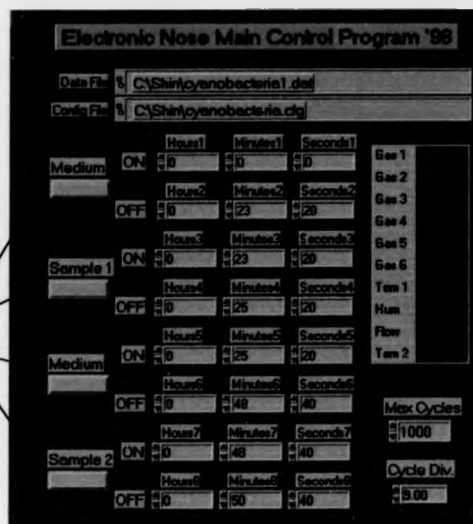 Electronic Nose Main Control Program '98
Data File % C:\Shin\cyanobacteria1.dat
Config File % C:\Shin\cyanobacteria.cfg
Hours1 Minutes1 Seconds1
Medium ON 0 0 0
Hours2 Minutes2 Seconds2
OFF 0 23 20
Hours3 Minutes3 Seconds3
Sample 1 ON 0 23 20
Hours4 Minutes4 Seconds4
OFF 0 25 20
Hours5 Minutes5 Seconds5
Medium ON 0 25 20
Hours6 Minutes6 Seconds6
OFF 0 48 40
Hours7 Minutes7 Seconds7
Sample 2 ON 0 48 40
Hours8 Minutes8 Seconds8
OFF 0 50 40
Gas 1
Gas 2
Gas 3
Gas 4
Gas 5
Gas 6
Tem 1
Hum
Flow
Tem 2
Max Cycles
1000
Cycle Div.
9.00